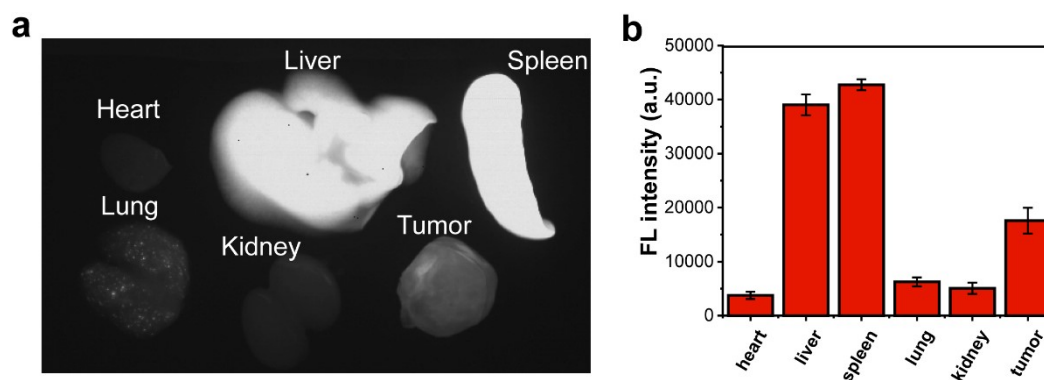 a
Liver
Spleen
Heart
Lung
Kidney
Tumor
b
FL intensity (a.u.)
50000
40000
30000
20000
10000
0
heart
liver
spleen
lung
kidney
tumor